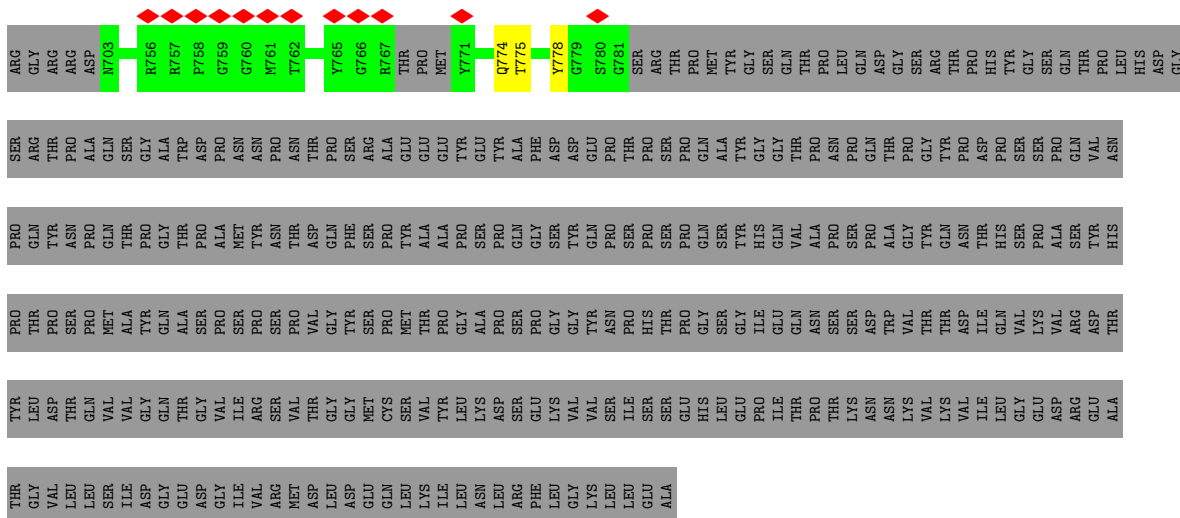 ARG GLY ARG ARG ASP N703 R756 R757 P758 G759 G760 M761 T762 Y765 G766 R767 THR PRO MET Y771 Q774 T775 Y778 G779 S780 G781 SER ARG THR PRO MET TYR GLY SER GLN THR PRO LEU GLN ASP GLY SER ARG THR PRO HIS TYR GLY SER GLN THR PRO LEU HIS ASP GLY
SER ARG THR PRO ALA GLN SER GLY ALA TRP ASP PRO ASN ASN PRO ASN THR PRO SER ARG ALA GLU GLU GLU TYR GLU TYR ALA PHE ASP ASP GLU PRO THR PRO SER PRO GLN ALA TYR GLY GLY THR PRO ASN PRO GLN THR PRO GLY TYR PRO ASP PRO SER SER PRO GLN VAL ASN
PRO GLN TYR ASN PRO GLN THR PRO GLY THR PRO ALA MET TYR ASN THR ASP GLN PHE SER PRO TYR ALA ALA PRO SER PRO GLN GLY SER TYR GLN PRO SER PRO SER PRO GLN SER TYR HIS GLN VAL ALA PRO SER PRO ALA GLY TYR GLN ASN THR HIS SER PRO ALA SER TYR HIS
PRO THR PRO SER PRO MET ALA TYR GLN ALA SER PRO SER PRO SER PRO VAL GLY TYR SER PRO MET THR PRO GLY ALA PRO SER PRO GLY GLY TYR ASN PRO HIS THR PRO GLY SER GLY ILE GLU GLN ASN SER SER ASP TRP VAL THR THR ASP ILE GLN VAL LYS VAL ARG ASP THR
TYR LEU ASP THR GLN VAL VAL GLY GLN THR GLY VAL ILE ARG SER VAL THR GLY GLY MET CYS SER VAL TYR LEU LYS ASP SER GLU LYS VAL VAL SER ILE SER SER GLU HIS LEU GLU PRO ILE THR PRO THR LYS ASN ASN LYS VAL LYS VAL ILE LEU GLY GLU ASP ARG GLU ALA
THR GLY VAL LEU LEU SER ILE ASP GLY GLU ASP GLY ILE VAL ARG MET ASP LEU ASP GLU GLN LEU LYS ILE LEU ASN LEU ARG PHE LEU GLY LYS LEU LEU GLU ALA